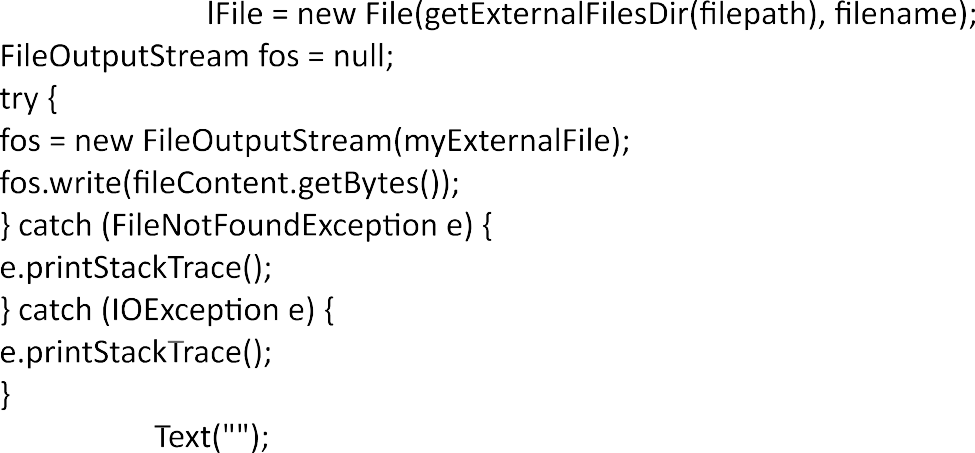 lFile = new File(getExternalFilesDir(filepath), filename);
FileOutputStream fos = null;
try {
fos = new FileOutputStream(myExternalFile);
fos.write(fileContent.getBytes());
} catch (FileNotFoundException e) {
e.printStackTrace();
} catch (IOException e) {
e.printStackTrace();
}
Text("");